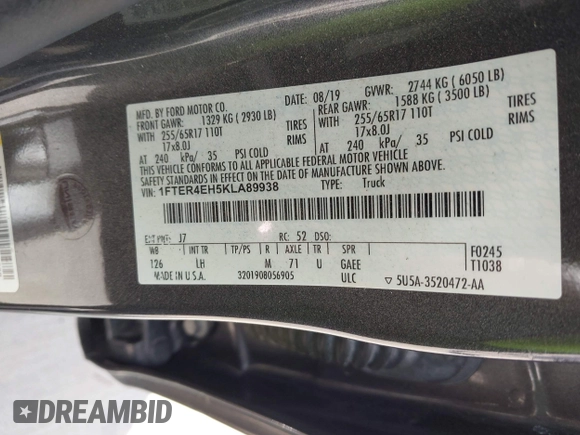 MFD. BY FORD MOTOR CO.
DATE: 08/19 GVWR: 2744 KG ( 6050 LB)
FRONT GAWR: 1329 KG ( 2930 LB) REAR GAWR: 1588 KG ( 3500 LB)
WITH 255/65R17 110T TIRES WITH 255/65R17 110T TIRES
17x8.0J RIMS 17x8.0J RIMS
AT 240 kPa/ 35 PSI COLD AT 240 kPa/ 35 PSI COLD
THIS VEHICLE CONFORMS TO ALL APPLICABLE FEDERAL MOTOR VEHICLE
SAFETY STANDARDS IN EFFECT ON THE DATE OF MANUFACTURE SHOWN ABOVE.
VIN: 1FTER4EH5KLA89938 TYPE: Truck
EXT PNT: J7 RC: 52 DSO: F0245
WB INT TR TP/PS R AXLE TR SPR T1038
126 LH M 71 U GAEE
MADE IN U.S.A. 3201908056905 ULC 5U5A-3520472-AA
DREAMBID